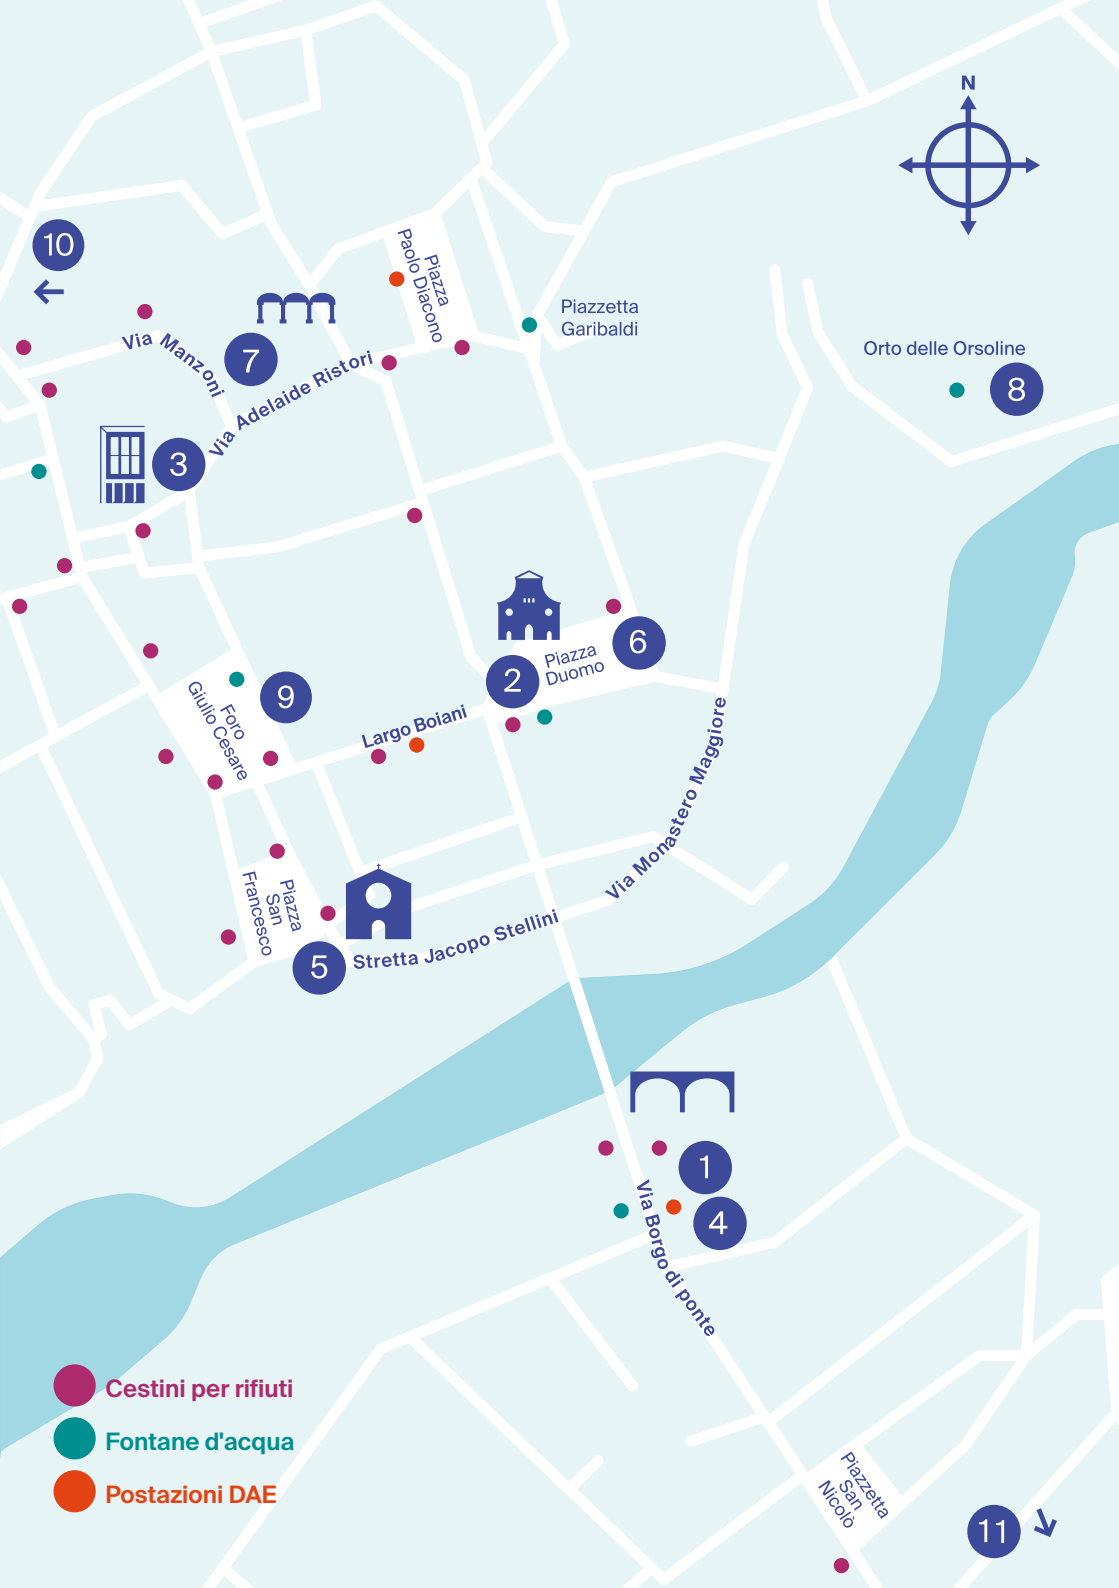 N
10
Piazza
Paolo Diacono
Piazzetta
Garibaldi
Via Manzoni
7
Via Adelaide Ristori
Orto delle Orsoline
8
3
6
Piazza
Duomo
2
9
Foro
Giulio Cesare
Largo Boiani
Via Monastero Maggiore
Piazza
San
Francesco
5
Stretta Jacopo Stellini
1
4
Via Borgo di ponte
Cestini per rifiuti
Fontane d'acqua
Postazioni DAE
Piazzetta
San
Nicolò
11